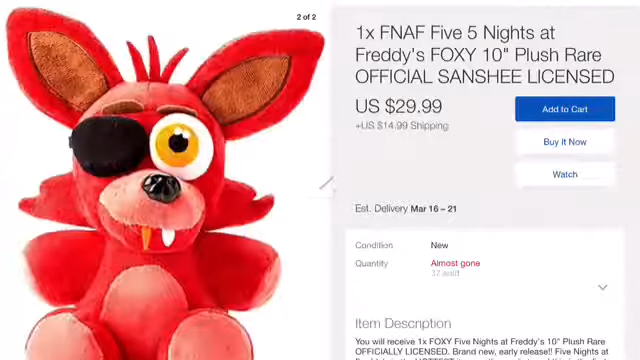 2 of 2
1x FNAF Five 5 Nights at
Freddy's FOXY 10" Plush Rare
OFFICIAL SANSHEE LICENSED
US $29.99
+US $14.99 Shipping
Add to Cart
Buy It Now
Watch
Est. Delivery Mar 16 – 21
Condition New
Quantity Almost gone
37 sold
Item Description
You will receive 1x FOXY Five Nights at Freddy's 10" Plush
OFFICIALLY LICENSED. Brand new, early release!! Five Nights at